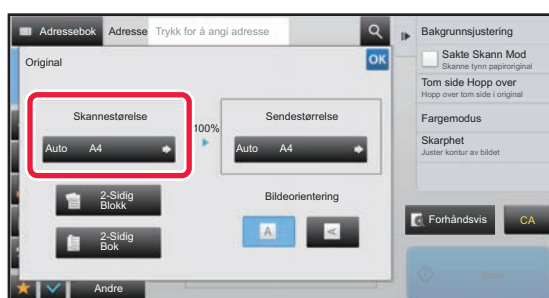 Adressebok
Adresse
Trykk for å angi adresse
Original
OK
Skannestørelse
Auto A4
100%
Sendestørrelse
Auto A4
2-Sidig
Blokk
2-Sidig
Bok
Bildeorientering
A
A
Andre
Bakgrunnsjustering
Sakte Skann Mod
Skanne tynn papiroriginal
Tom side Hopp over
Hopp over tom side i original
Fargemodus
Skarphet
Juster kontur av bildet
Forhåndsvis
CA
Start